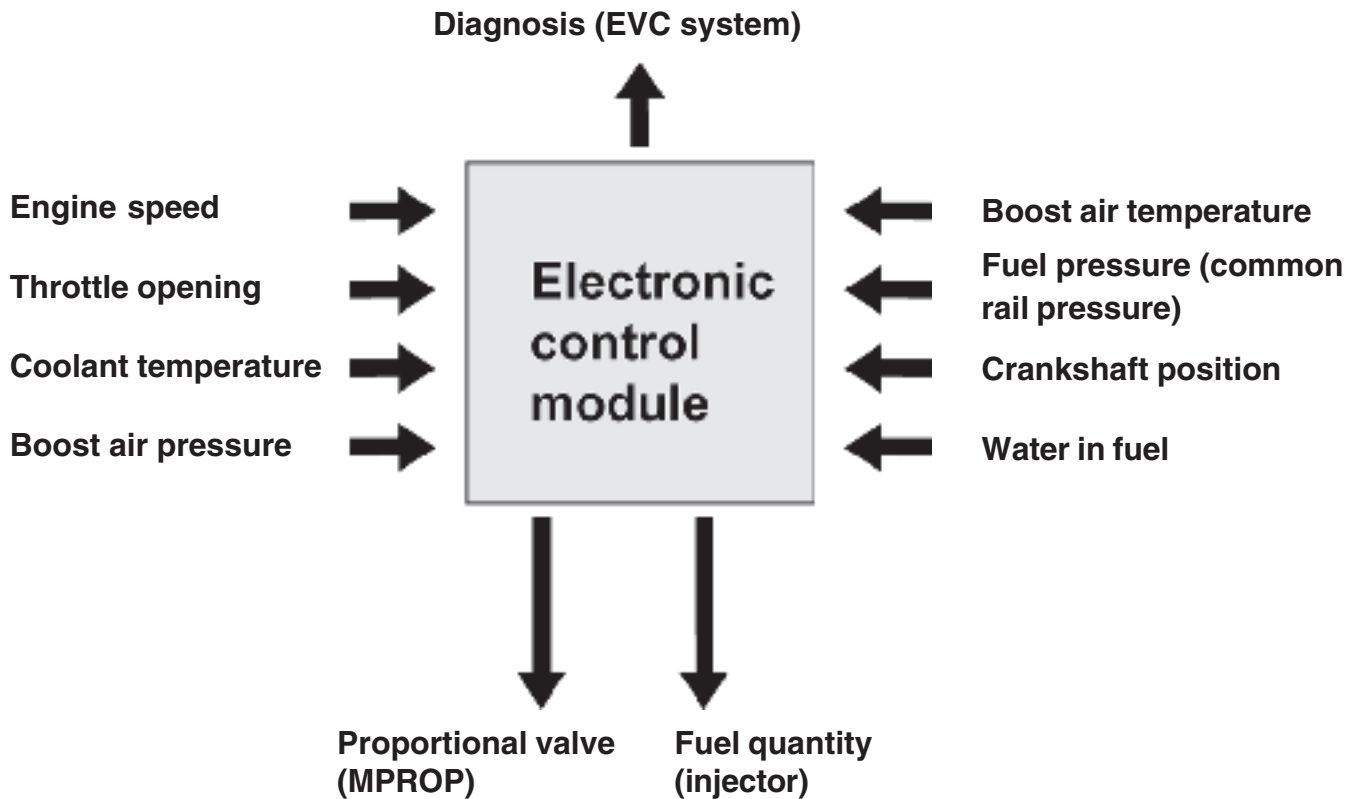 Diagnosis (EVC system)
Engine speed
Throttle opening
Coolant temperature
Boost air pressure
Electronic
control
module
Boost air temperature
Fuel pressure (common
rail pressure)
Crankshaft position
Water in fuel
Proportional valve
(MPROP)
Fuel quantity
(injector)